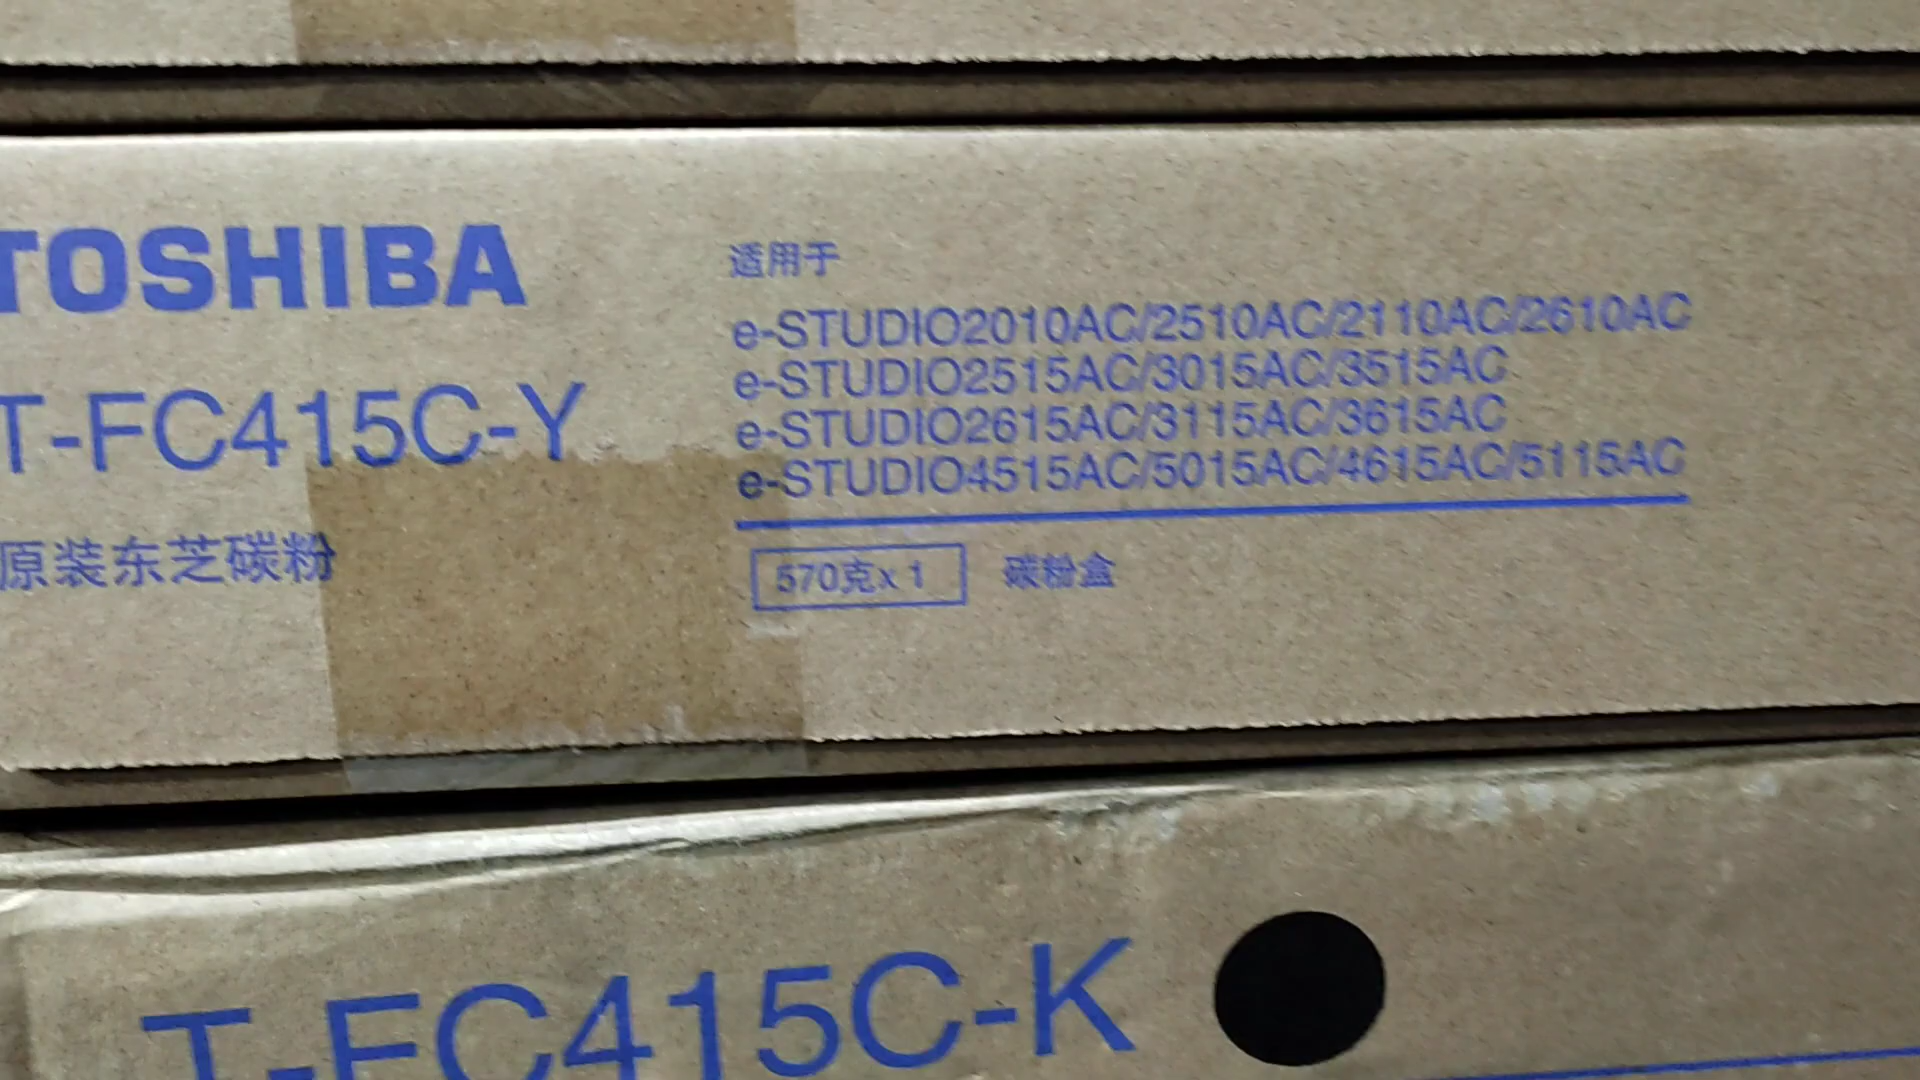 TOSHIBA
T-FC415C-Y
原装东芝碳粉
适用于
e-STUDIO2010AC/2510AC/2110AC/2610AC
e-STUDIO2515AC/3015AC/3515AC
e-STUDIO2615AC/3115AC/3615AC
e-STUDIO4515AC/5015AC/4615AC/5115AC
570克x1
碳粉盒
T-FC415C-K